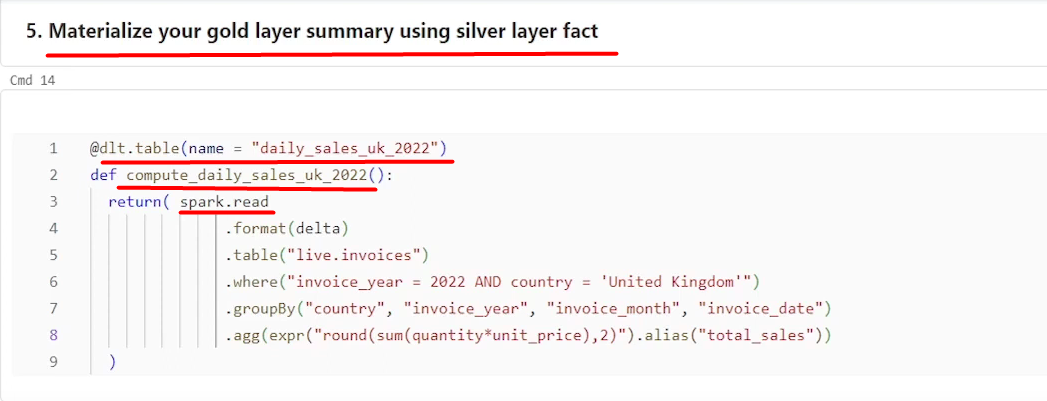 5. Materialize your gold layer summary using silver layer fact
Cmd 14
1 @dlt.table(name = "daily_sales_uk_2022")
2 def compute_daily_sales_uk_2022():
3 return( spark.read
4 .format(delta)
5 .table("live.invoices")
6 .where("invoice_year = 2022 AND country = 'United Kingdom'")
7 .groupBy("country", "invoice_year", "invoice_month", "invoice_date")
8 .agg(expr("round(sum(quantity*unit_price),2)").alias("total_sales"))
9 )